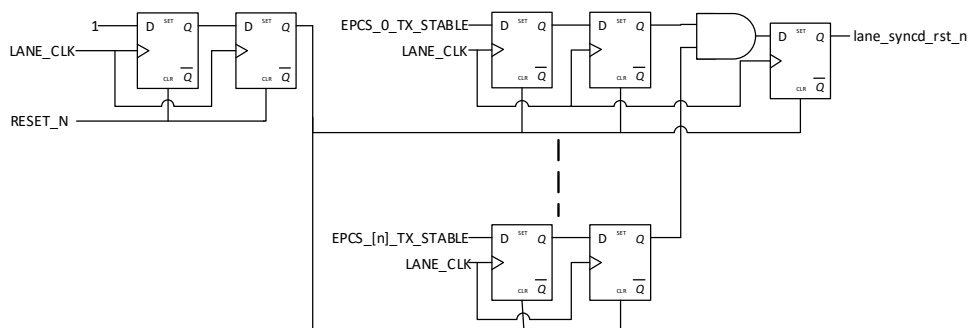 1
D SET Q
LANE_CLK
CLR Q
D SET Q
CLR Q
RESET_N
EPCS_0_TX_STABLE
LANE_CLK
D SET Q
CLR Q
D SET Q
CLR Q
D SET Q
CLR Q
lane_syncd_rst_n
EPCS_[n]_TX_STABLE
LANE_CLK
D SET Q
CLR Q
D SET Q
CLR Q